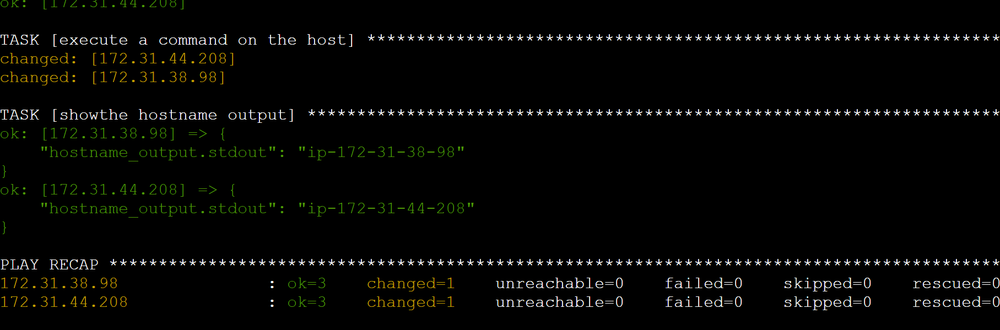 ok: [172.31.44.208]
TASK [execute a command on the host] ****************************************************************
changed: [172.31.44.208]
changed: [172.31.38.98]
TASK [showthe hostname output] **********************************************************************
ok: [172.31.38.98] => {
    "hostname_output.stdout": "ip-172-31-38-98"
}
ok: [172.31.44.208] => {
    "hostname_output.stdout": "ip-172-31-44-208"
}
PLAY RECAP ******************************************************************************************
172.31.38.98               : ok=3    changed=1    unreachable=0    failed=0    skipped=0    rescued=0
172.31.44.208              : ok=3    changed=1    unreachable=0    failed=0    skipped=0    rescued=0